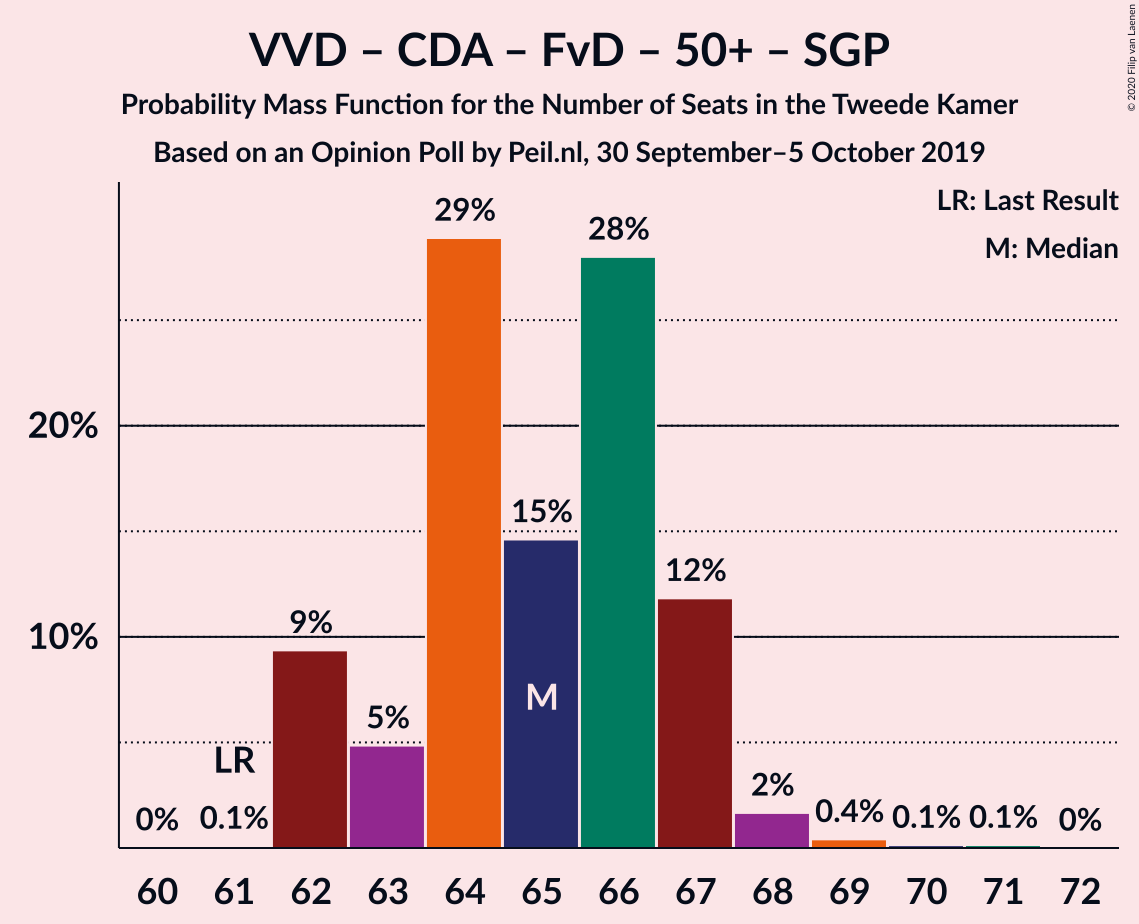 VVD – CDA – FvD – 50+ – SGP
Probability Mass Function for the Number of Seats in the Tweede Kamer
Based on an Opinion Poll by Peil.nl, 30 September–5 October 2019
© 2020 Filip van Laenen
LR: Last Result
M: Median
20%
10%
0%
LR
0.1%
9%
5%
29%
15%
M
28%
12%
2%
0.4%
0.1%
0.1%
0%
60 61 62 63 64 65 66 67 68 69 70 71 72